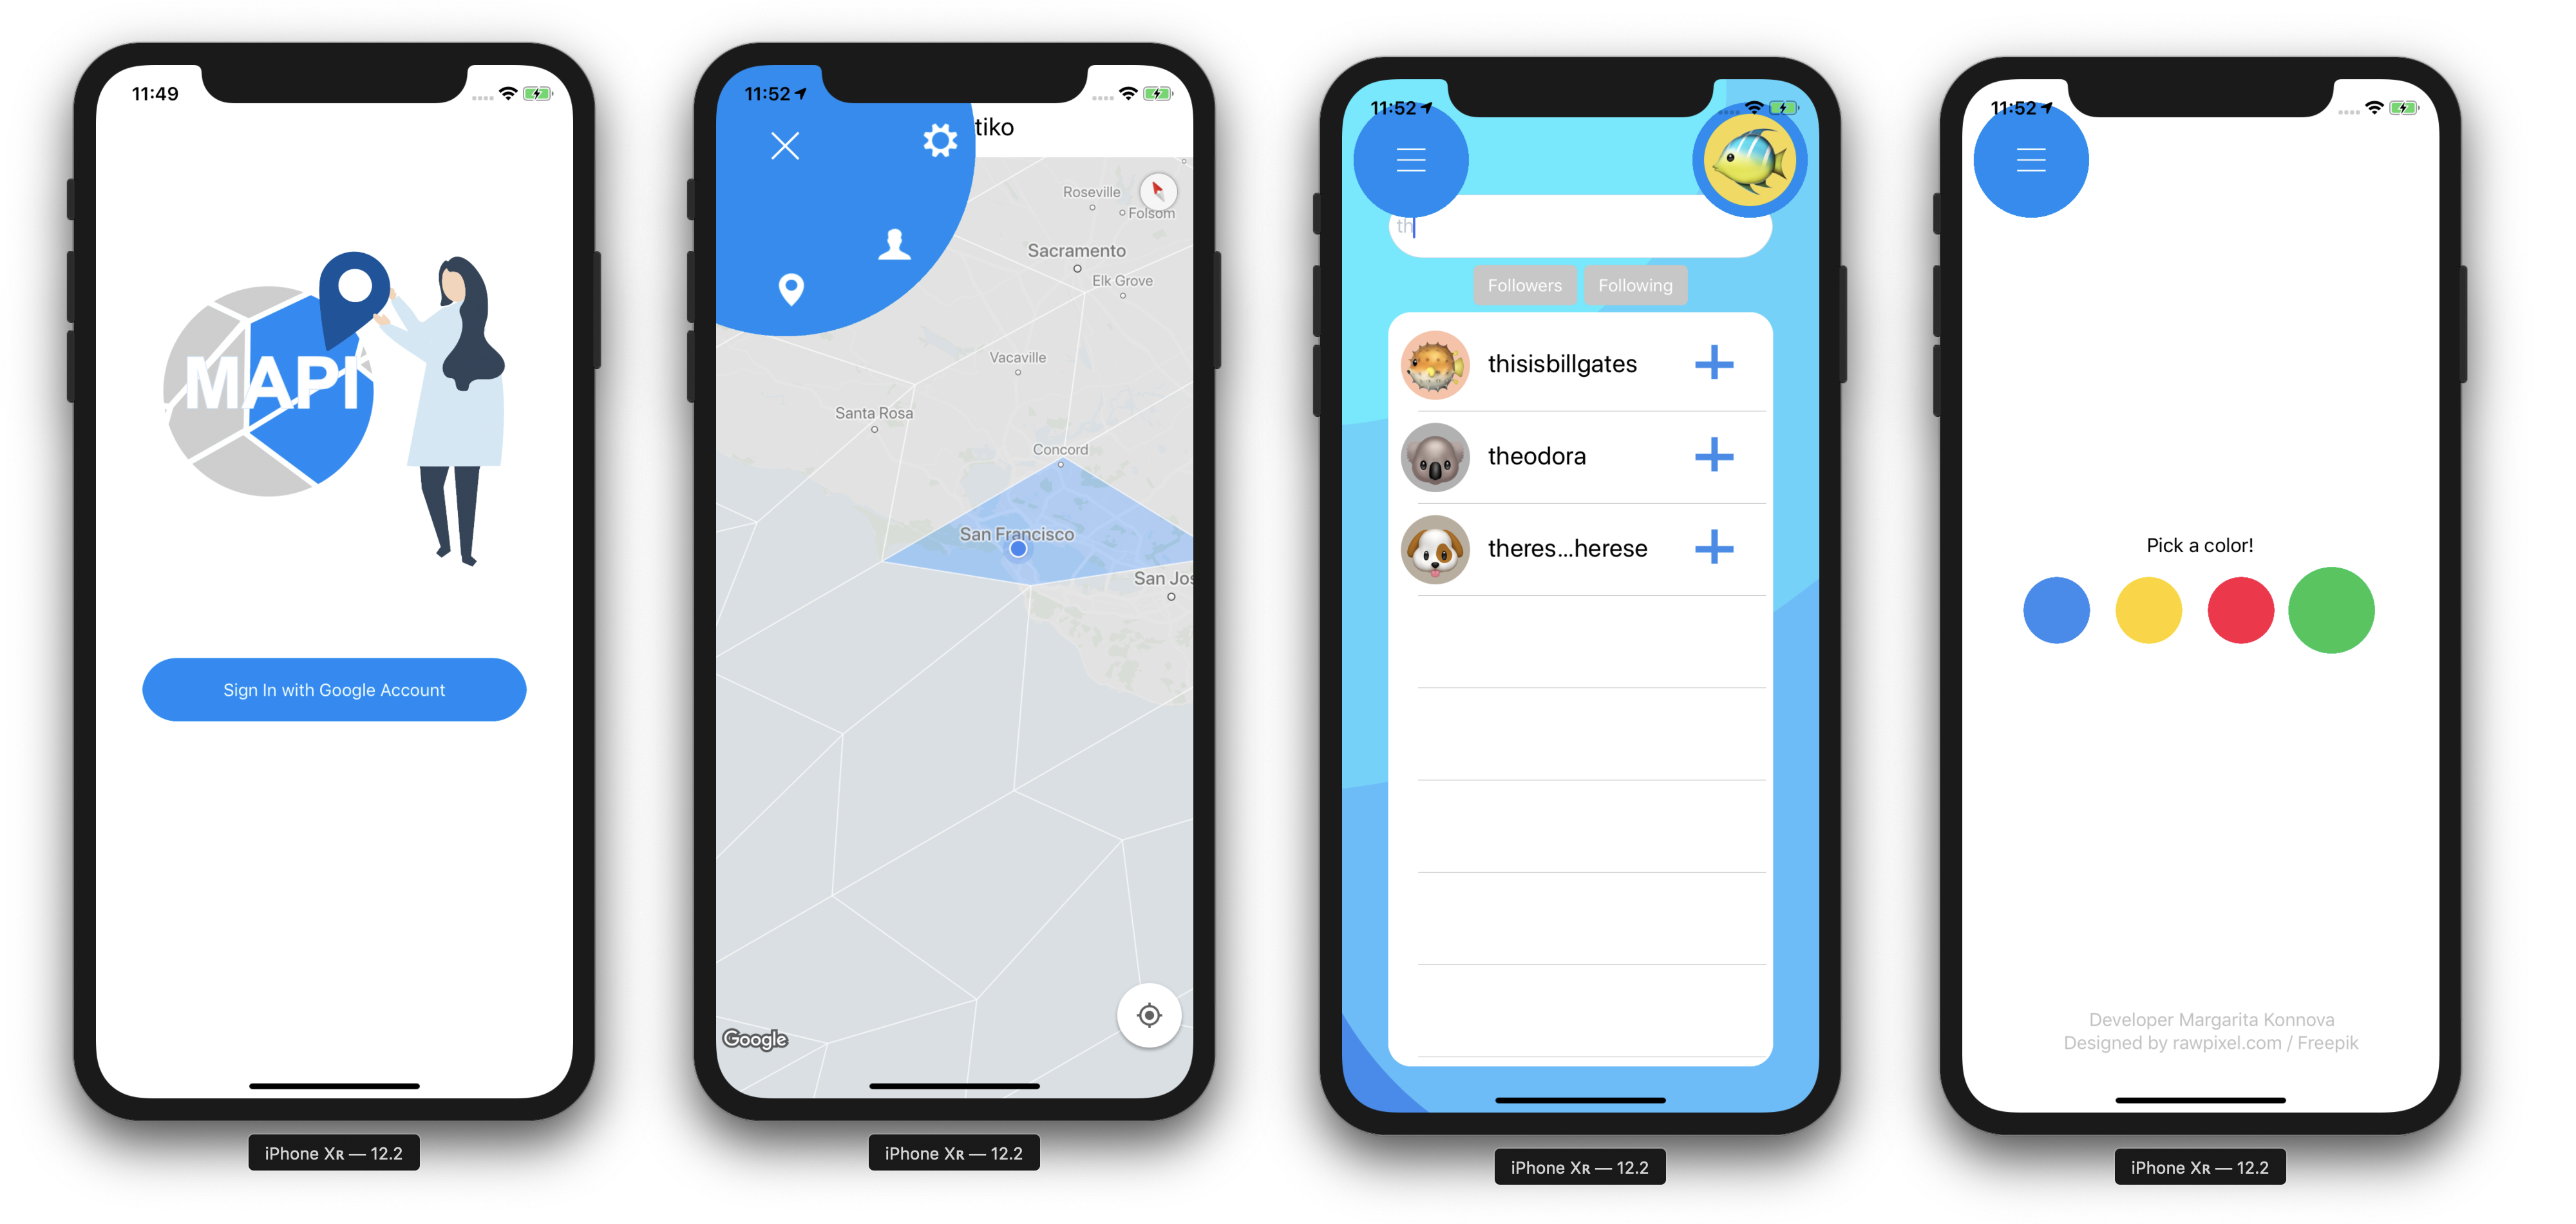 11:49
MAPI
Sign In with Google Account
iPhone XR — 12.2
11:52
tiko
Roseville
Folsom
Sacramento
Elk Grove
Vacaville
Santa Rosa
Concord
San Francisco
San Jos
Google
iPhone XR — 12.2
11:52
th
Followers
Following
thisisbillgates
theodora
theres...herese
iPhone XR — 12.2
11:52
Pick a color!
Developer Margarita Konnova
Designed by rawpixel.com / Freepik
iPhone XR — 12.2